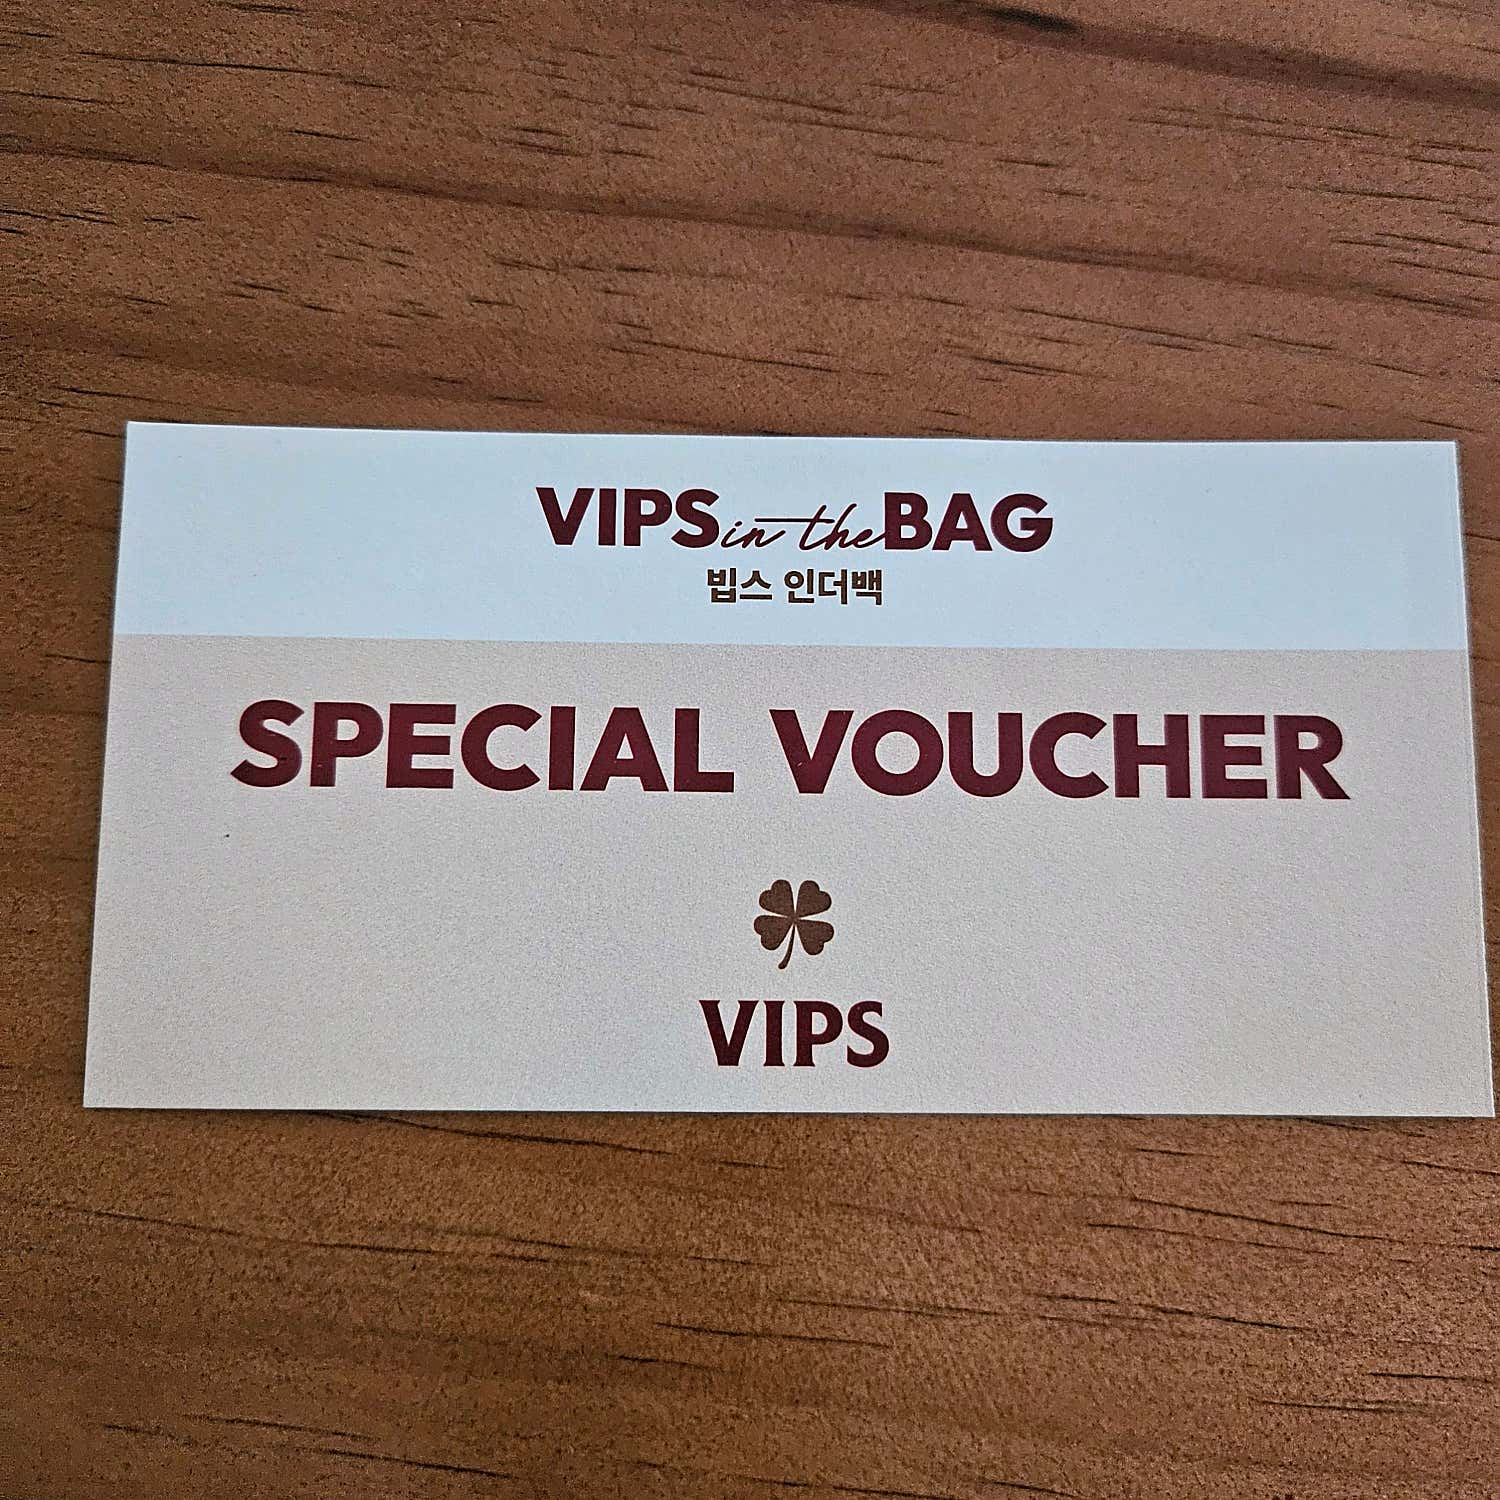 VIPS in the BAG
빕스 인더백
SPECIAL VOUCHER
VIPS